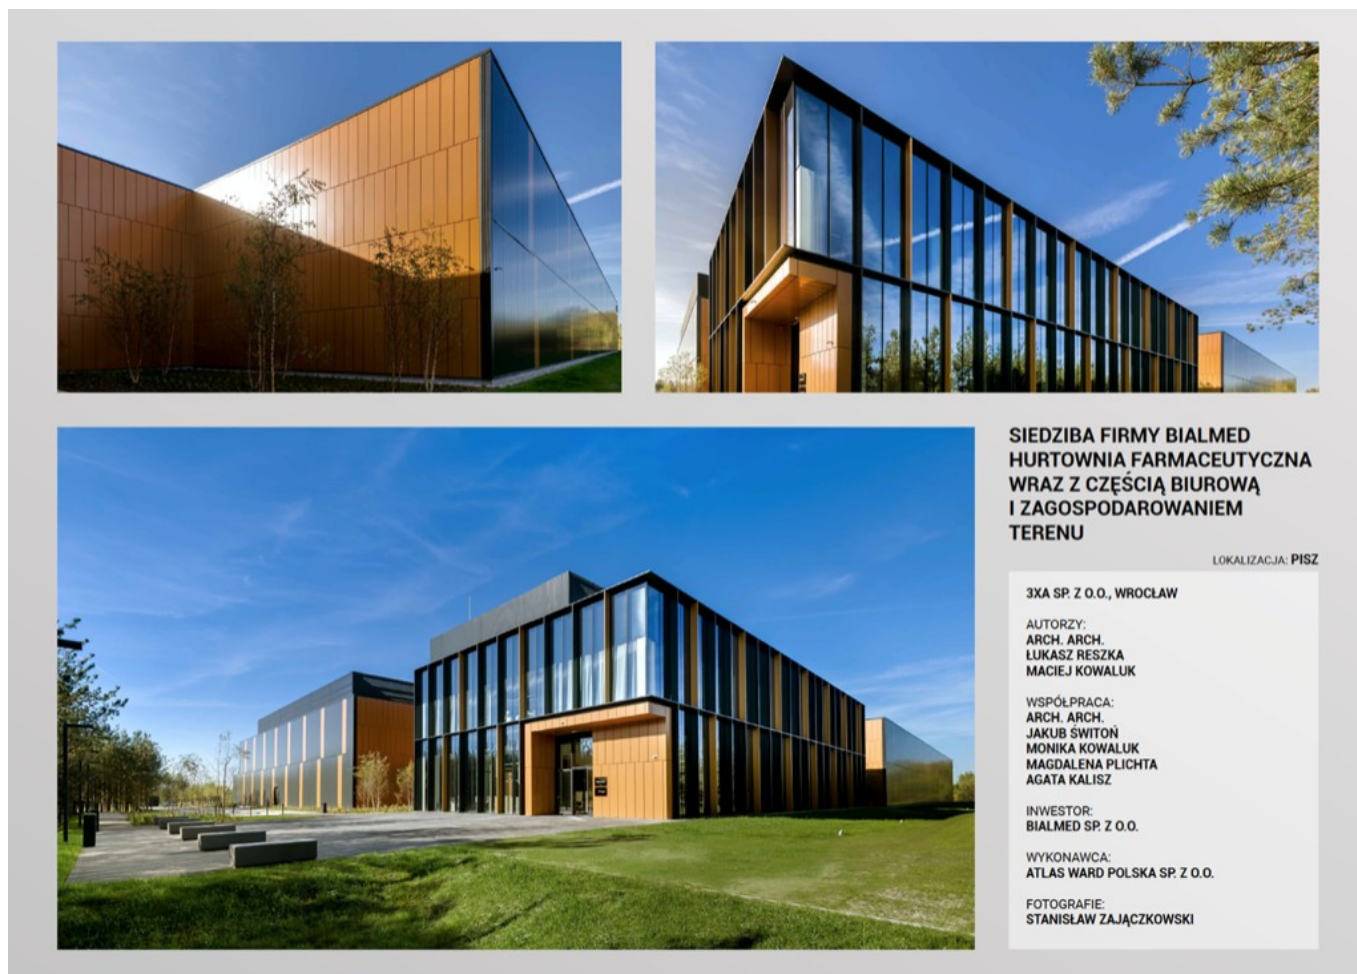 SIEDZIBA FIRMY BIALMED
HURTOWNIA FARMACEUTYCZNA
WRAZ Z CZĘŚCIĄ BIUROWĄ
I ZAGOSPODAROWANIEM
TERENU
LOKALIZACJA: PISZ
3XA SP. Z O.O., WROCŁAW
AUTORZY:
ARCH. ARCH.
ŁUKASZ RESZKA
MACIEJ KOWALUK
WSPÓŁPRACA:
ARCH. ARCH.
JAKUB ŚWITOŃ
MONIKA KOWALUK
MAGDALENA PLICHTA
AGATA KALISZ
INWESTOR:
BIALMED SP. Z O.O.
WYKONAWCA:
ATLAS WARD POLSKA SP. Z O.O.
FOTOGRAFIE:
STANISŁAW ZAJĄCZKOWSKI